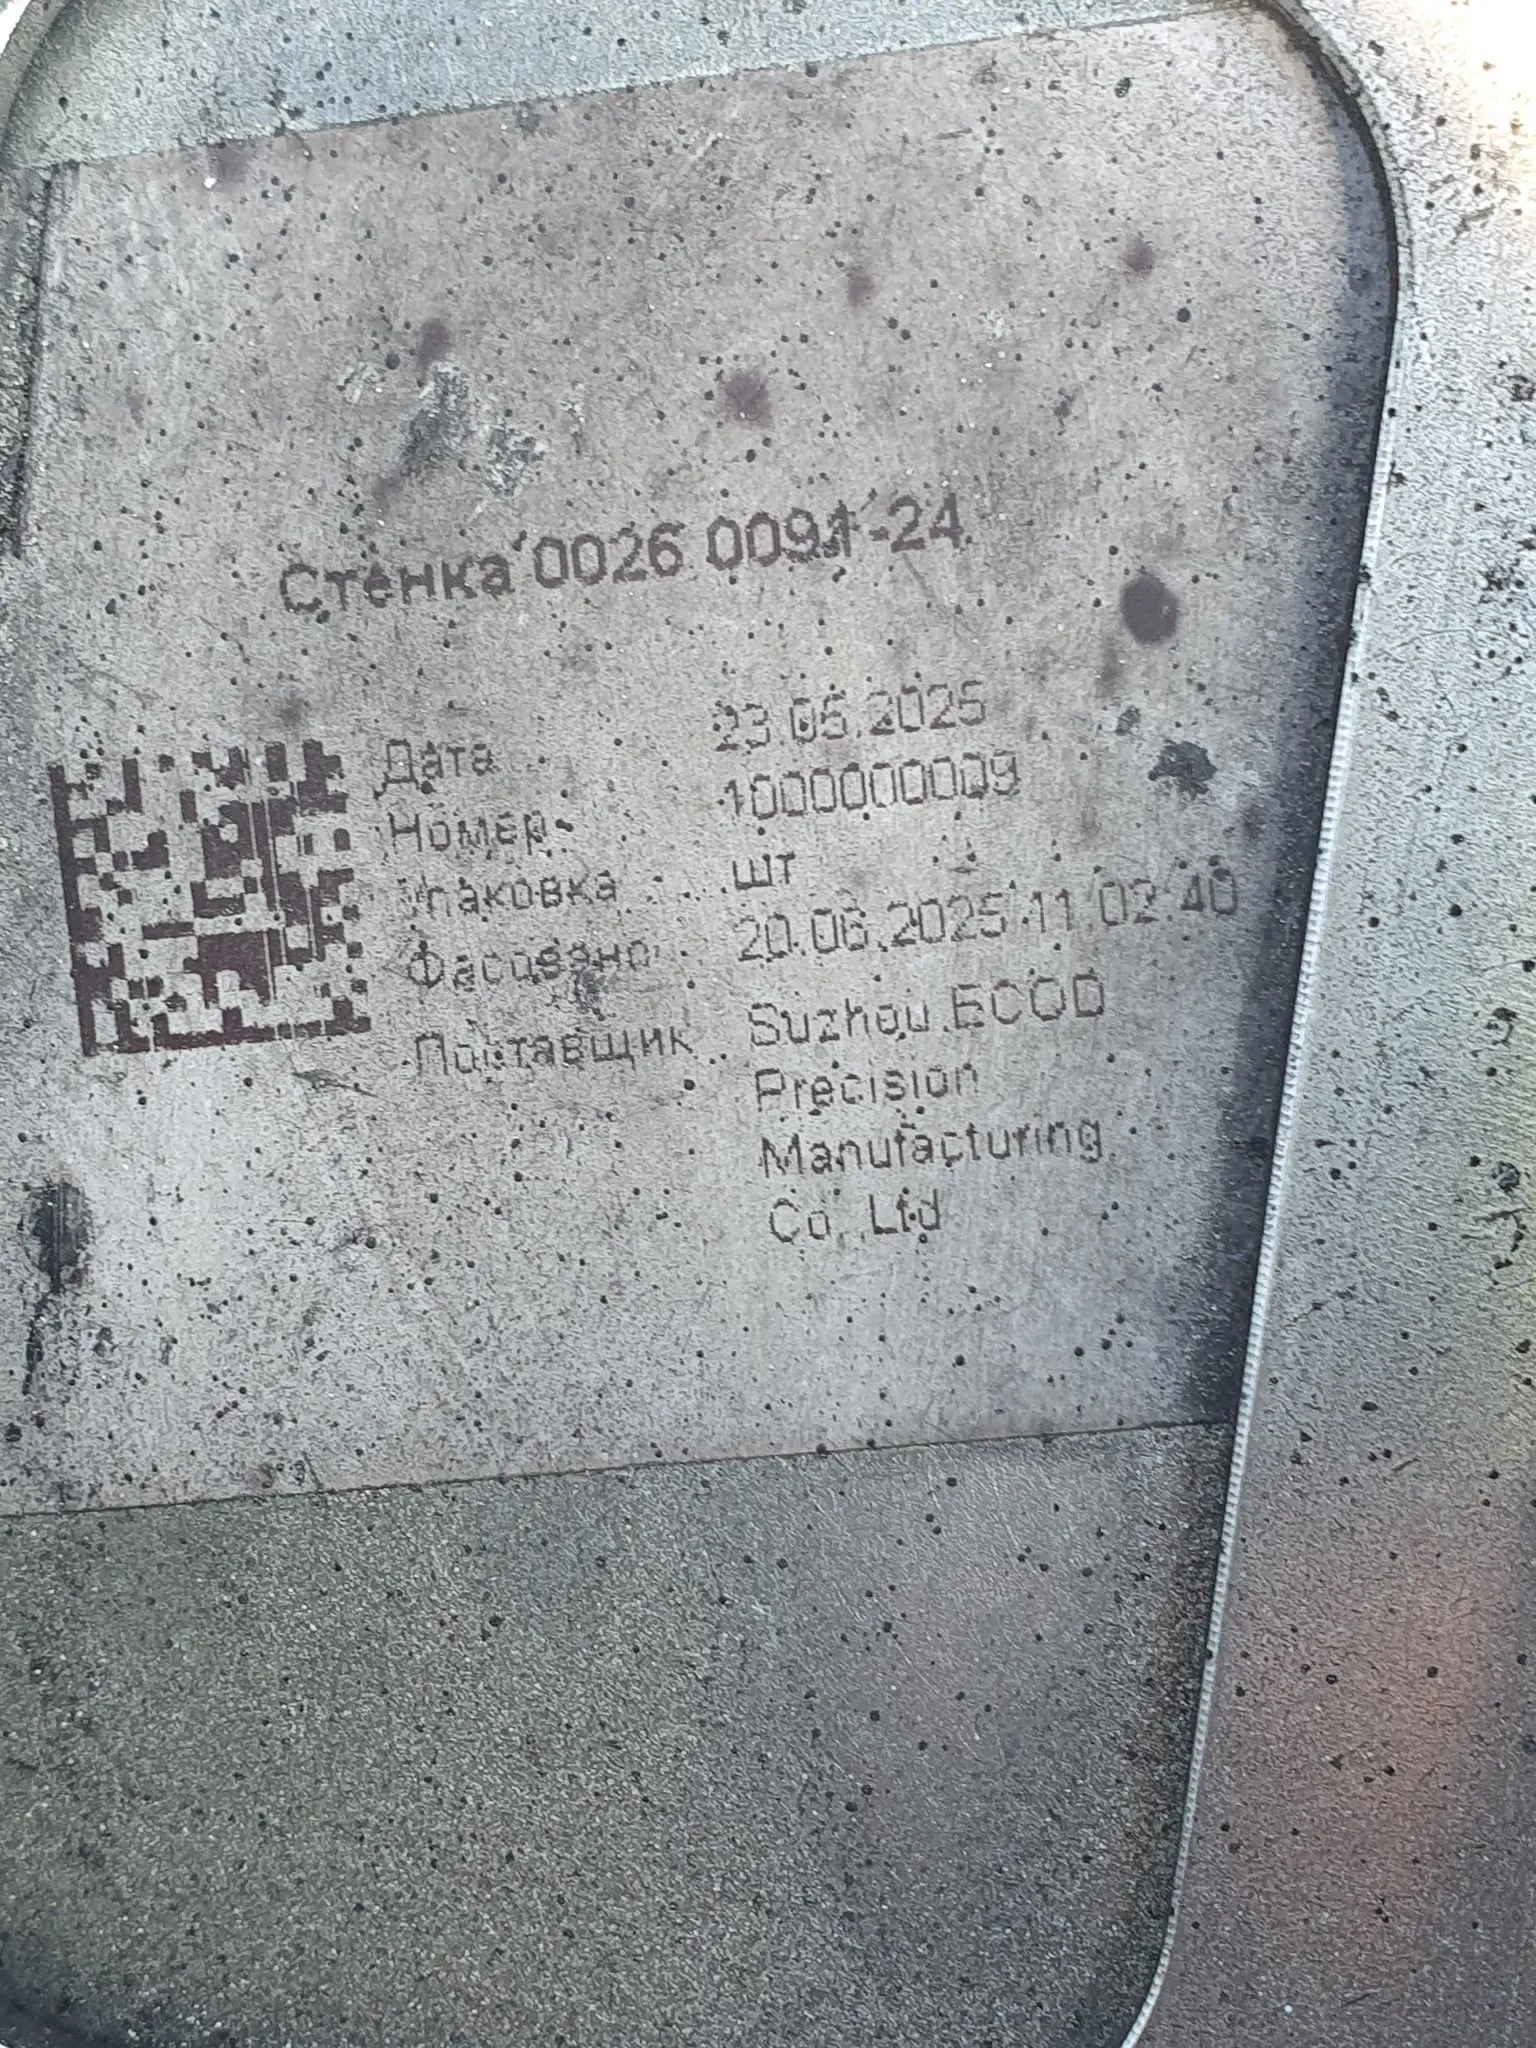 Стенка 0026 0091-24
Дата 23.06.2025
Номер 1000000009
Упаковка шт
Фасовано 20.06.2025 11:02:40
Поставщик Suzhou ECOD
Precision
Manufacturing
Co., Ltd